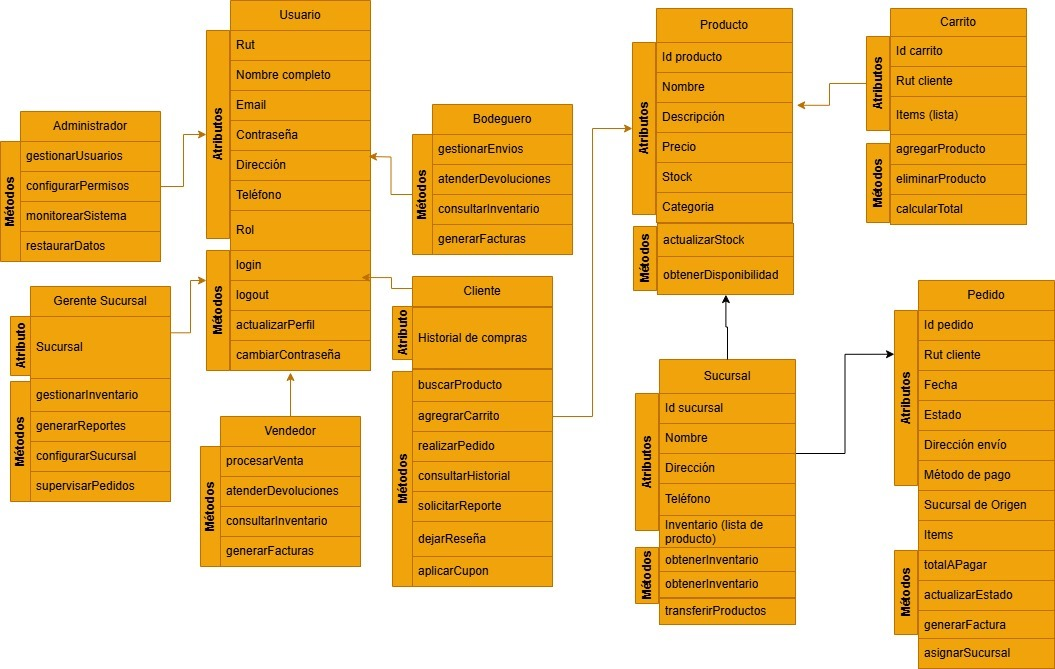 Usuario
Atributos
Rut
Nombre completo
Email
Contraseña
Dirección
Teléfono
Rol
Métodos
login
logout
actualizarPerfil
cambiarContraseña
Administrador
Métodos
gestionarUsuarios
configurarPermisos
monitorearSistema
restaurarDatos
Bodeguero
Métodos
gestionarEnvios
atenderDevoluciones
consultarInventario
generarFacturas
Gerente Sucursal
Atributo
Sucursal
Métodos
gestionarInventario
generarReportes
configurarSucursal
supervisarPedidos
Vendedor
Métodos
procesarVenta
atenderDevoluciones
consultarInventario
generarFacturas
Cliente
Atributo
Historial de compras
Métodos
buscarProducto
agregrarCarrito
realizarPedido
consultarHistorial
solicitarReporte
dejarReseña
aplicarCupon
Producto
Atributos
Id producto
Nombre
Descripción
Precio
Stock
Categoria
Métodos
actualizarStock
obtenerDisponibilidad
Carrito
Atributos
Id carrito
Rut cliente
Items (lista)
Métodos
agregarProducto
eliminarProducto
calcularTotal
Sucursal
Atributos
Id sucursal
Nombre
Dirección
Teléfono
Inventario (lista de
producto)
Métodos
obtenerInventario
obtenerInventario
transferirProductos
Pedido
Atributos
Id pedido
Rut cliente
Fecha
Estado
Dirección envío
Método de pago
Sucursal de Origen
Items
Métodos
totalAPagar
actualizarEstado
generarFactura
asignarSucursal